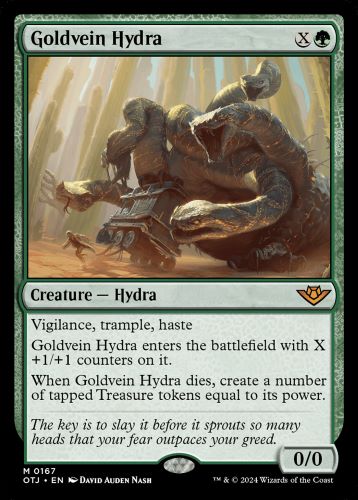 Goldvein Hydra X
Creature — Hydra
Vigilance, trample, haste
Goldvein Hydra enters the battlefield with X
+1/+1 counters on it.
When Goldvein Hydra dies, create a number
of tapped Treasure tokens equal to its power.
The key is to slay it before it sprouts so many
heads that your fear outpaces your greed.
0/0
M 0167
OTJ • EN David Auden Nash ™ & © 2024 Wizards of the Coast